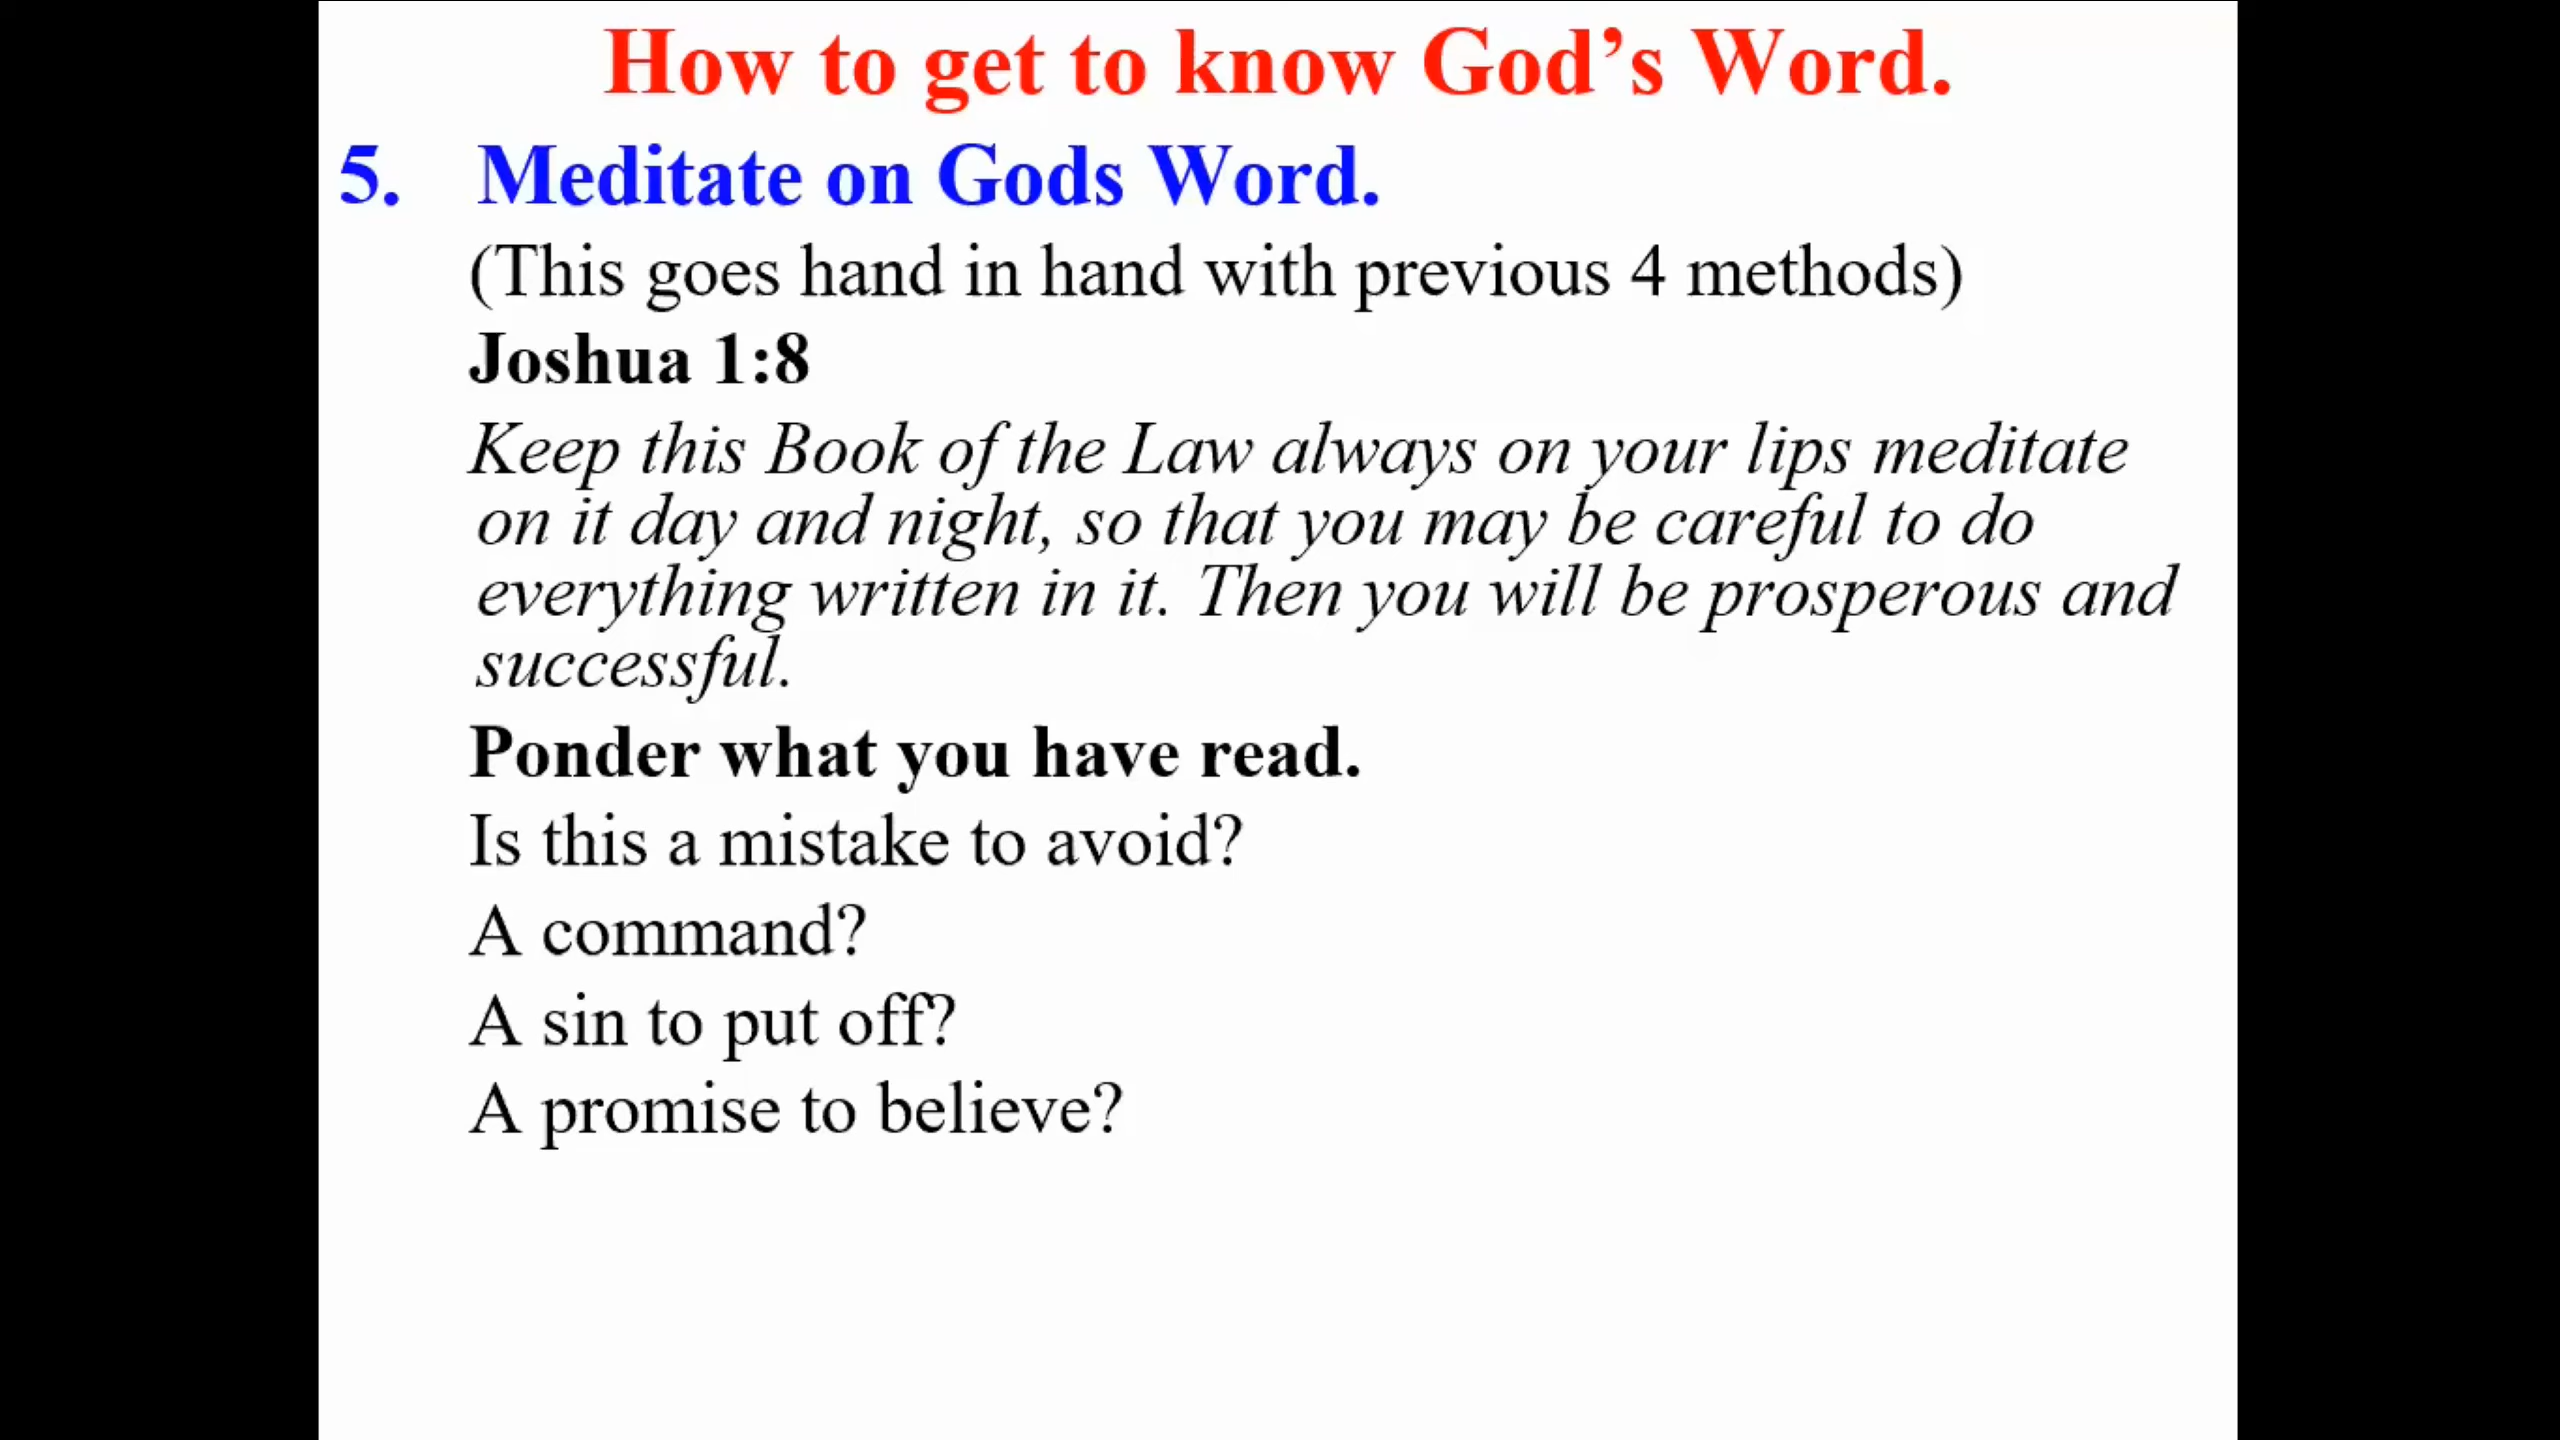 How to get to know God’s Word.
5. Meditate on Gods Word.
(This goes hand in hand with previous 4 methods)
Joshua 1:8
Keep this Book of the Law always on your lips meditate
on it day and night, so that you may be careful to do
everything written in it. Then you will be prosperous and
successful.
Ponder what you have read.
Is this a mistake to avoid?
A command?
A sin to put off?
A promise to believe?